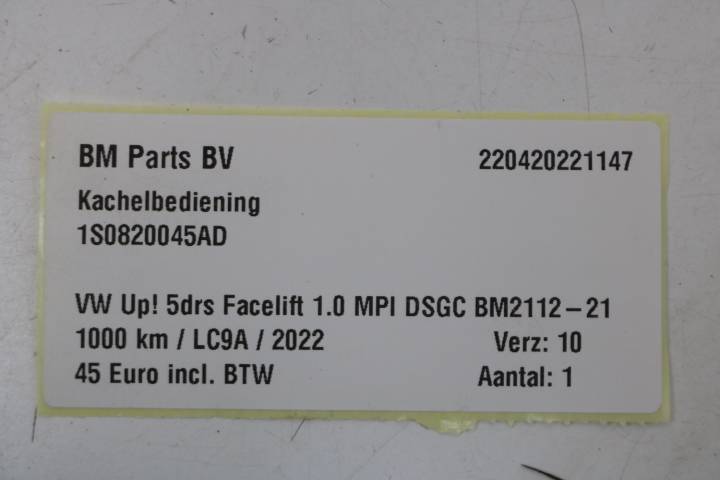 BM Parts BV 220420221147
Kachelbediening
1S0820045AD
VW Up! 5drs Facelift 1.0 MPI DSGC BM2112-21
1000 km / LC9A / 2022 Verz: 10
45 Euro incl. BTW Aantal: 1